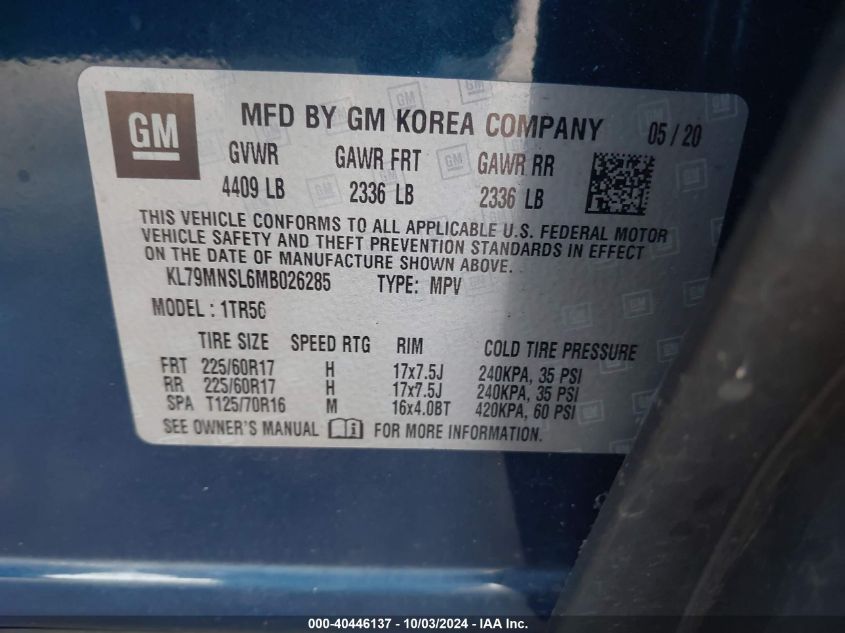 GM MFD BY GM KOREA COMPANY 05 / 20
GVWR GAWR FRT GAWR RR
4409 LB 2336 LB 2336 LB
THIS VEHICLE CONFORMS TO ALL APPLICABLE U.S. FEDERAL MOTOR
VEHICLE SAFETY AND THEFT PREVENTION STANDARDS IN EFFECT
ON THE DATE OF MANUFACTURE SHOWN ABOVE.
KL79MNSL6MB026285 TYPE: MPV
MODEL : 1TR56
TIRE SIZE SPEED RTG RIM COLD TIRE PRESSURE
FRT 225/60R17 H 17x7.5J 240KPA, 35 PSI
RR 225/60R17 H 17x7.5J 240KPA, 35 PSI
SPA T125/70R16 M 16x4.0BT 420KPA, 60 PSI
SEE OWNER'S MANUAL FOR MORE INFORMATION.
000-40446137 - 10/03/2024 - IAA Inc.